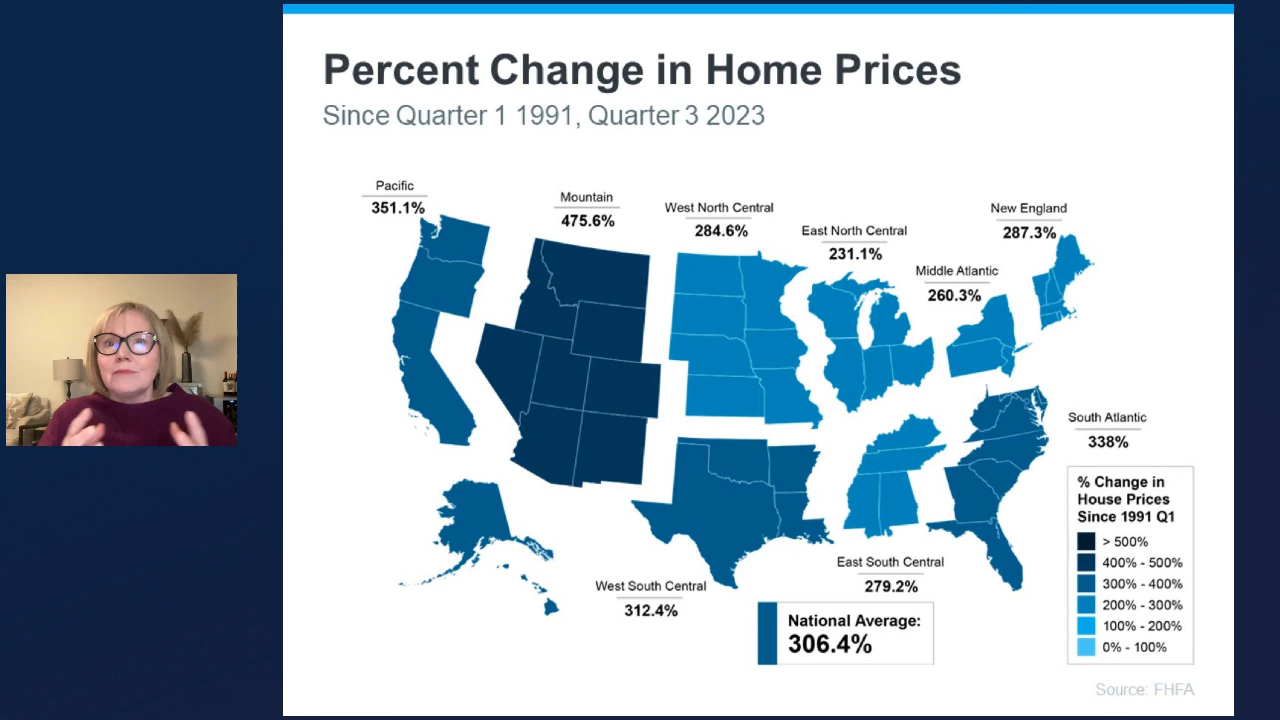 Percent Change in Home Prices
Since Quarter 1 1991, Quarter 3 2023
Pacific
351.1%
Mountain
475.6%
West North Central
284.6%
East North Central
231.1%
Middle Atlantic
260.3%
New England
287.3%
South Atlantic
338%
% Change in
House Prices
Since 1991 Q1
> 500%
400% - 500%
300% - 400%
200% - 300%
100% - 200%
0% - 100%
East South Central
279.2%
West South Central
312.4%
National Average:
306.4%
Source: FHFA